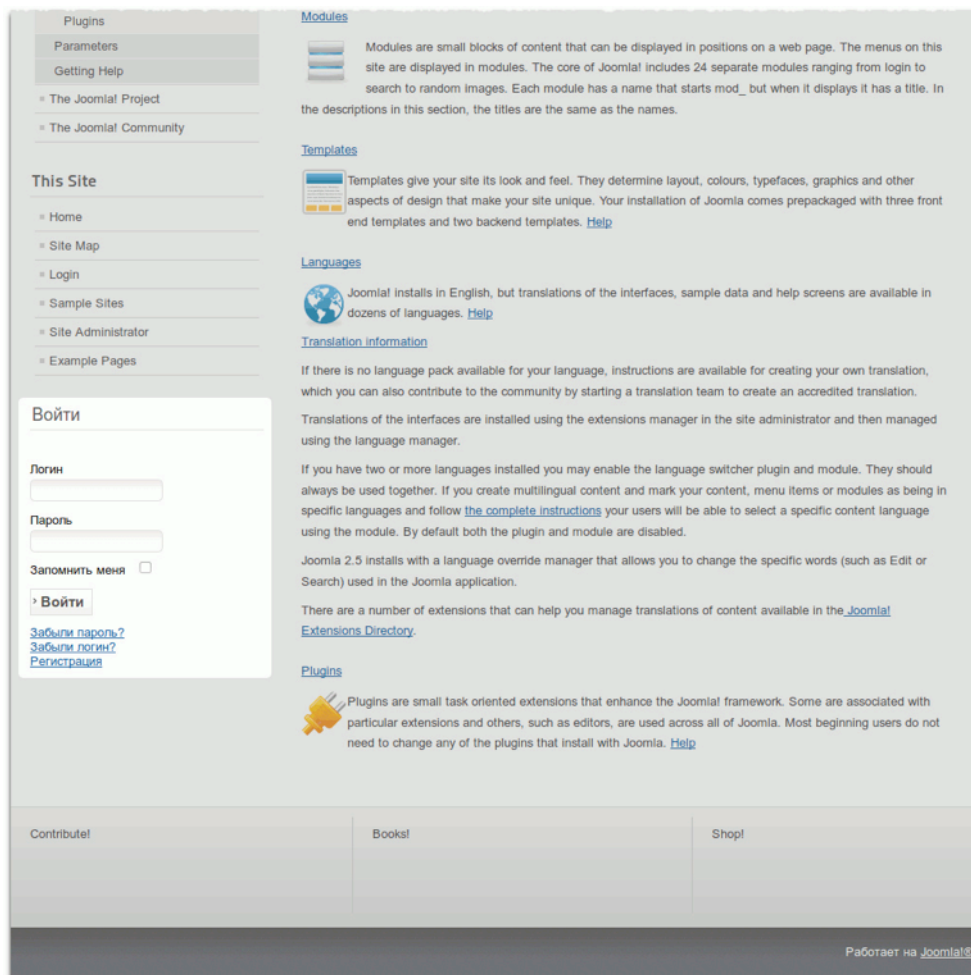 Plugins
Parameters
Getting Help
The Joomla! Project
The Joomla! Community
This Site
Home
Site Map
Login
Sample Sites
Site Administrator
Example Pages
Войти
Логин
Пароль
Запомнить меня
Войти
Забыли пароль?
Забыли логин?
Регистрация
Modules
Modules are small blocks of content that can be displayed in positions on a web page. The menus on this
site are displayed in modules. The core of Joomla! includes 24 separate modules ranging from login to
search to random images. Each module has a name that starts mod_ but when it displays it has a title. In
the descriptions in this section, the titles are the same as the names.
Templates
Templates give your site its look and feel. They determine layout, colours, typefaces, graphics and other
aspects of design that make your site unique. Your installation of Joomla comes prepackaged with three front
end templates and two backend templates. Help
Languages
Joomla! installs in English, but translations of the interfaces, sample data and help screens are available in
dozens of languages. Help
Translation information
If there is no language pack available for your language, instructions are available for creating your own translation,
which you can also contribute to the community by starting a translation team to create an accredited translation.
Translations of the interfaces are installed using the extensions manager in the site administrator and then managed
using the language manager.
If you have two or more languages installed you may enable the language switcher plugin and module. They should
always be used together. If you create multilingual content and mark your content, menu items or modules as being in
specific languages and follow the complete instructions your users will be able to select a specific content language
using the module. By default both the plugin and module are disabled.
Joomla 2.5 installs with a language override manager that allows you to change the specific words (such as Edit or
Search) used in the Joomla application.
There are a number of extensions that can help you manage translations of content available in the Joomla!
Extensions Directory.
Plugins
Plugins are small task oriented extensions that enhance the Joomla! framework. Some are associated with
particular extensions and others, such as editors, are used across all of Joomla. Most beginning users do not
need to change any of the plugins that install with Joomla. Help
Contribute!
Books!
Shop!
Работает на Joomla!®